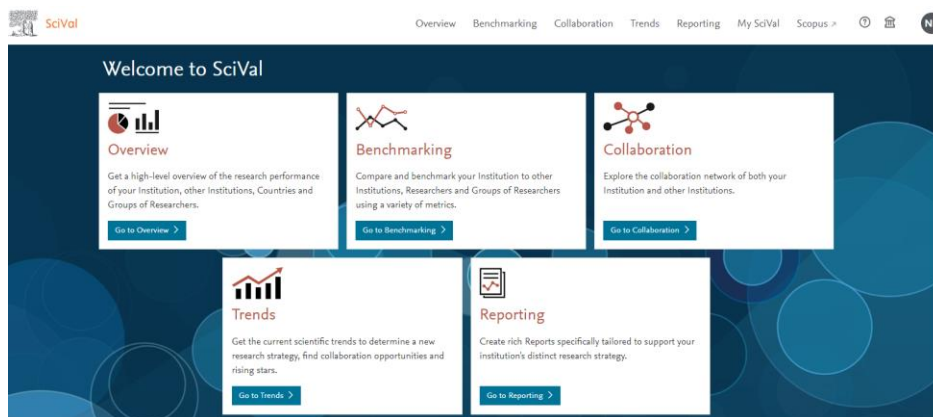 SciVal
Overview Benchmarking Collaboration Trends Reporting My SciVal Scopus ↗
Welcome to SciVal
Overview
Get a high-level overview of the research performance
of your Institution, other Institutions, Countries and
Groups of Researchers.
Go to Overview >
Benchmarking
Compare and benchmark your Institution to other
Institutions, Researchers and Groups of Researchers
using a variety of metrics.
Go to Benchmarking >
Collaboration
Explore the collaboration network of both your
Institution and other Institutions.
Go to Collaboration >
Trends
Get the current scientific trends to determine a new
research strategy, find collaboration opportunities and
rising stars.
Go to Trends >
Reporting
Create rich Reports specifically tailored to support your
institution's distinct research strategy.
Go to Reporting >